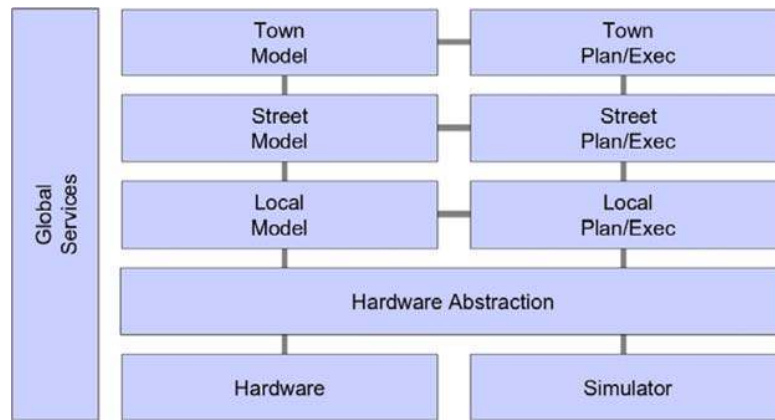 Global
Services
Town
Model
Town
Plan/Exec
Street
Model
Street
Plan/Exec
Local
Model
Local
Plan/Exec
Hardware Abstraction
Hardware
Simulator